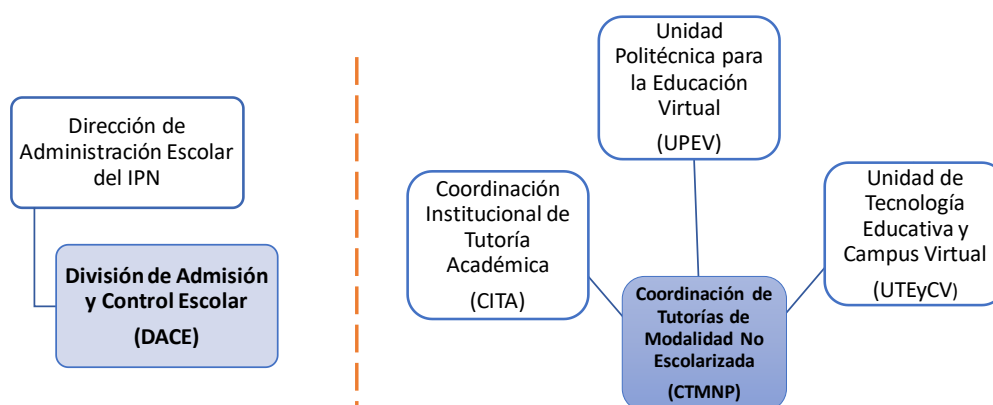 Dirección de
Administración Escolar
del IPN
División de Admisión
y Control Escolar
(DACE)
Unidad
Politécnica para
la Educación
Virtual
(UPEV)
Coordinación
Institucional de
Tutoría
Académica
(CITA)
Unidad de
Tecnología
Educativa y
Campus Virtual
(UTEyCV)
Coordinación de
Tutorías de
Modalidad No
Escolarizada
(CTMNP)